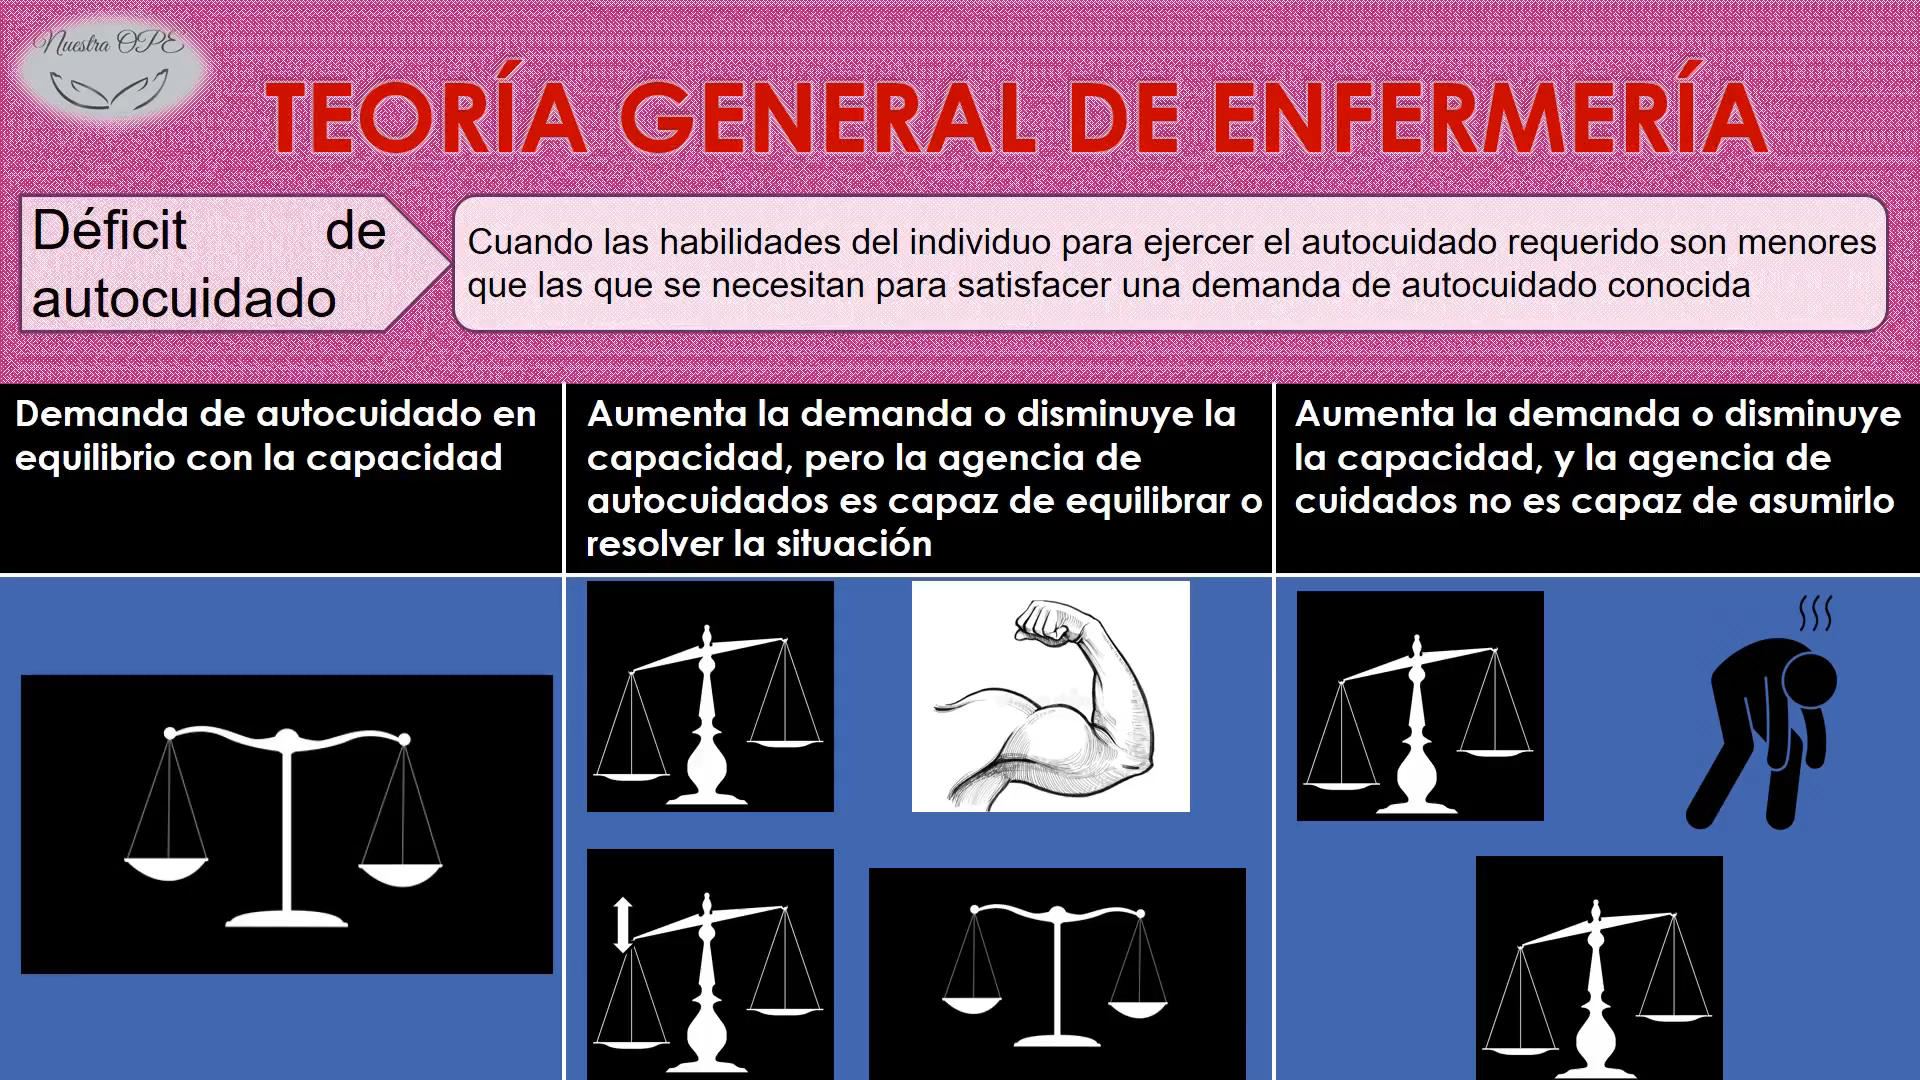 Nuestra OPE
TEORÍA GENERAL DE ENFERMERÍA
Déficit de
autocuidado
Cuando las habilidades del individuo para ejercer el autocuidado requerido son menores
que las que se necesitan para satisfacer una demanda de autocuidado conocida
Demanda de autocuidado en
equilibrio con la capacidad
Aumenta la demanda o disminuye la
capacidad, pero la agencia de
autocuidados es capaz de equilibrar o
resolver la situación
Aumenta la demanda o disminuye
la capacidad, y la agencia de
cuidados no es capaz de asumirlo